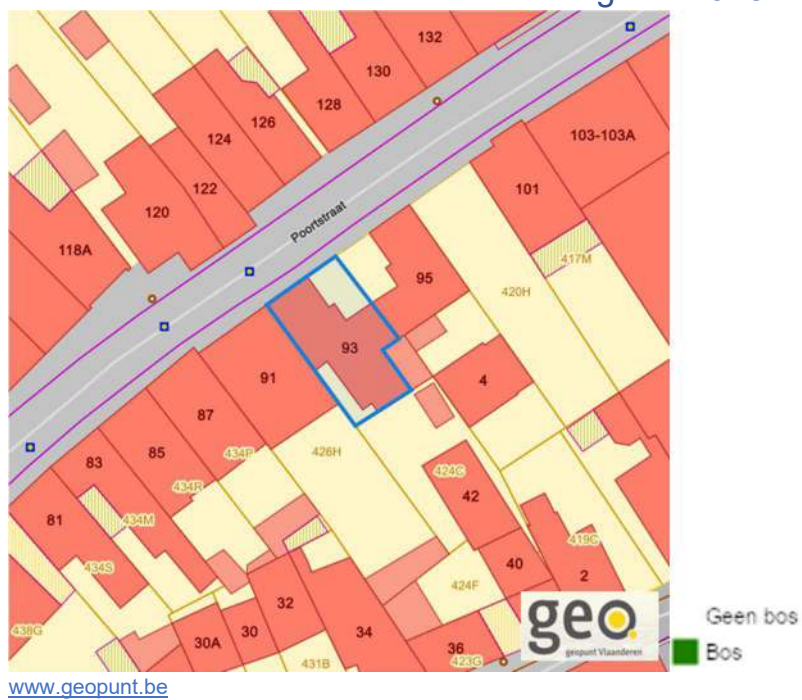 132
130
128
126
124
122
120
118A
103-103A
101
417M
Poortstraat
95
420H
93
4
91
87
85
83
81
434P
434R
434M
434S
438G
426H
424C
42
419C
40
2
424F
32
30
30A
34
36
431B
423G
geo
geopunt Vlaanderen
Geen bos
Bos
www.geopunt.be